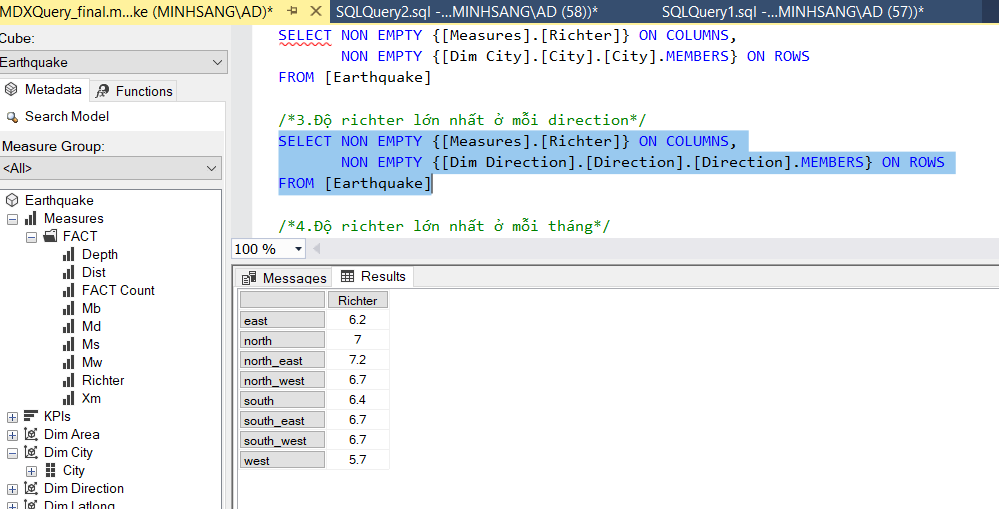 MDXQuery_final.m...ke (MINHSANG\AD)*
SQLQuery2.sql -...MINHSANG\AD (58))*
SQLQuery1.sql -...MINHSANG\AD (57))*
Cube:
Earthquake
Metadata
Functions
Search Model
Measure Group:
<All>
Earthquake
Measures
FACT
Depth
Dist
FACT Count
Mb
Md
Ms
Mw
Richter
Xm
KPIs
Dim Area
Dim City
City
Dim Direction
Dim Latlong
SELECT NON EMPTY {[Measures].[Richter]} ON COLUMNS,
NON EMPTY {[Dim City].[City].[City].MEMBERS} ON ROWS
FROM [Earthquake]
/*3.Độ richter lớn nhất ở mỗi direction*/
SELECT NON EMPTY {[Measures].[Richter]} ON COLUMNS,
NON EMPTY {[Dim Direction].[Direction].[Direction].MEMBERS} ON ROWS
FROM [Earthquake]
/*4.Độ richter lớn nhất ở mỗi tháng*/
100 %
Messages
Results
Richter
east 6.2
north 7
north_east 7.2
north_west 6.7
south 6.4
south_east 6.7
south_west 6.7
west 5.7